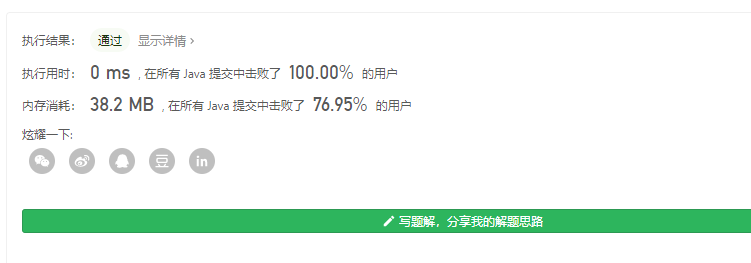 执行结果： 通过 显示详情 ›
执行用时： 0 ms , 在所有 Java 提交中击败了 100.00% 的用户
内存消耗： 38.2 MB , 在所有 Java 提交中击败了 76.95% 的用户
炫耀一下:
豆 in
写题解，分享我的解题思路